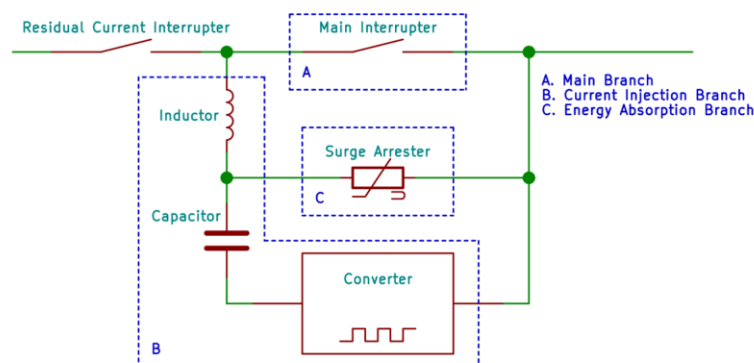 Residual Current Interrupter
Main Interrupter
A
A. Main Branch
B. Current Injection Branch
C. Energy Absorption Branch
Inductor
Surge Arrester
C
Capacitor
Converter
B